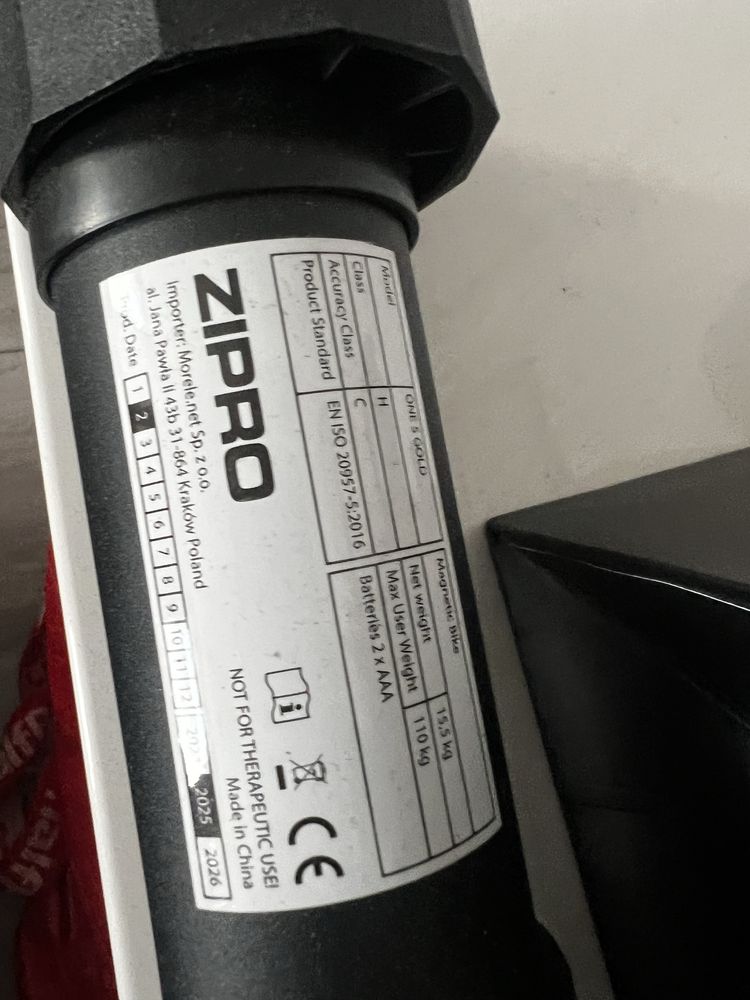 Model ONE S GOLD
Class H
Accuracy Class C
Product Standard EN ISO 20957-5:2016
Magnetic Bike
Net weight 15,5 kg
Max User Weight 110 kg
Batteries 2 x AAA
ZIPRO
Importer: Morele.net Sp. z o.o.
al. Jana Pawła II 43b 31-864 Kraków Poland
Prod. Date 1 2 3 4 5 6 7 8 9 10 11 12 2025 2026
CE
NOT FOR THERAPEUTIC USE!
Made in China